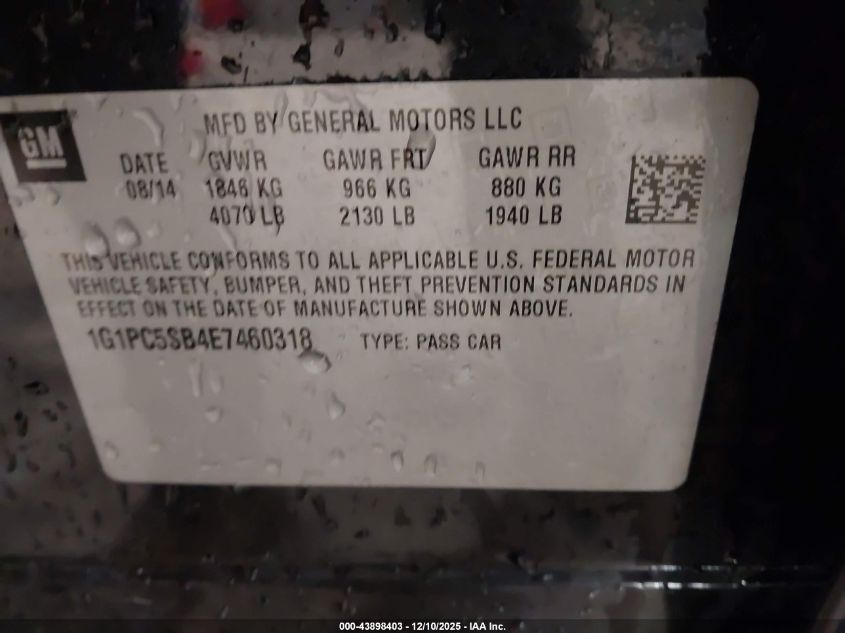 GM
MFD BY GENERAL MOTORS LLC
DATE GVWR GAWR FRT GAWR RR
08/14 1846 KG 966 KG 880 KG
4070 LB 2130 LB 1940 LB
THIS VEHICLE CONFORMS TO ALL APPLICABLE U.S. FEDERAL MOTOR
VEHICLE SAFETY, BUMPER, AND THEFT PREVENTION STANDARDS IN
EFFECT ON THE DATE OF MANUFACTURE SHOWN ABOVE.
1G1PC5SB4E7460318 TYPE: PASS CAR
000-43898403 - 12/10/2025 - IAA Inc.